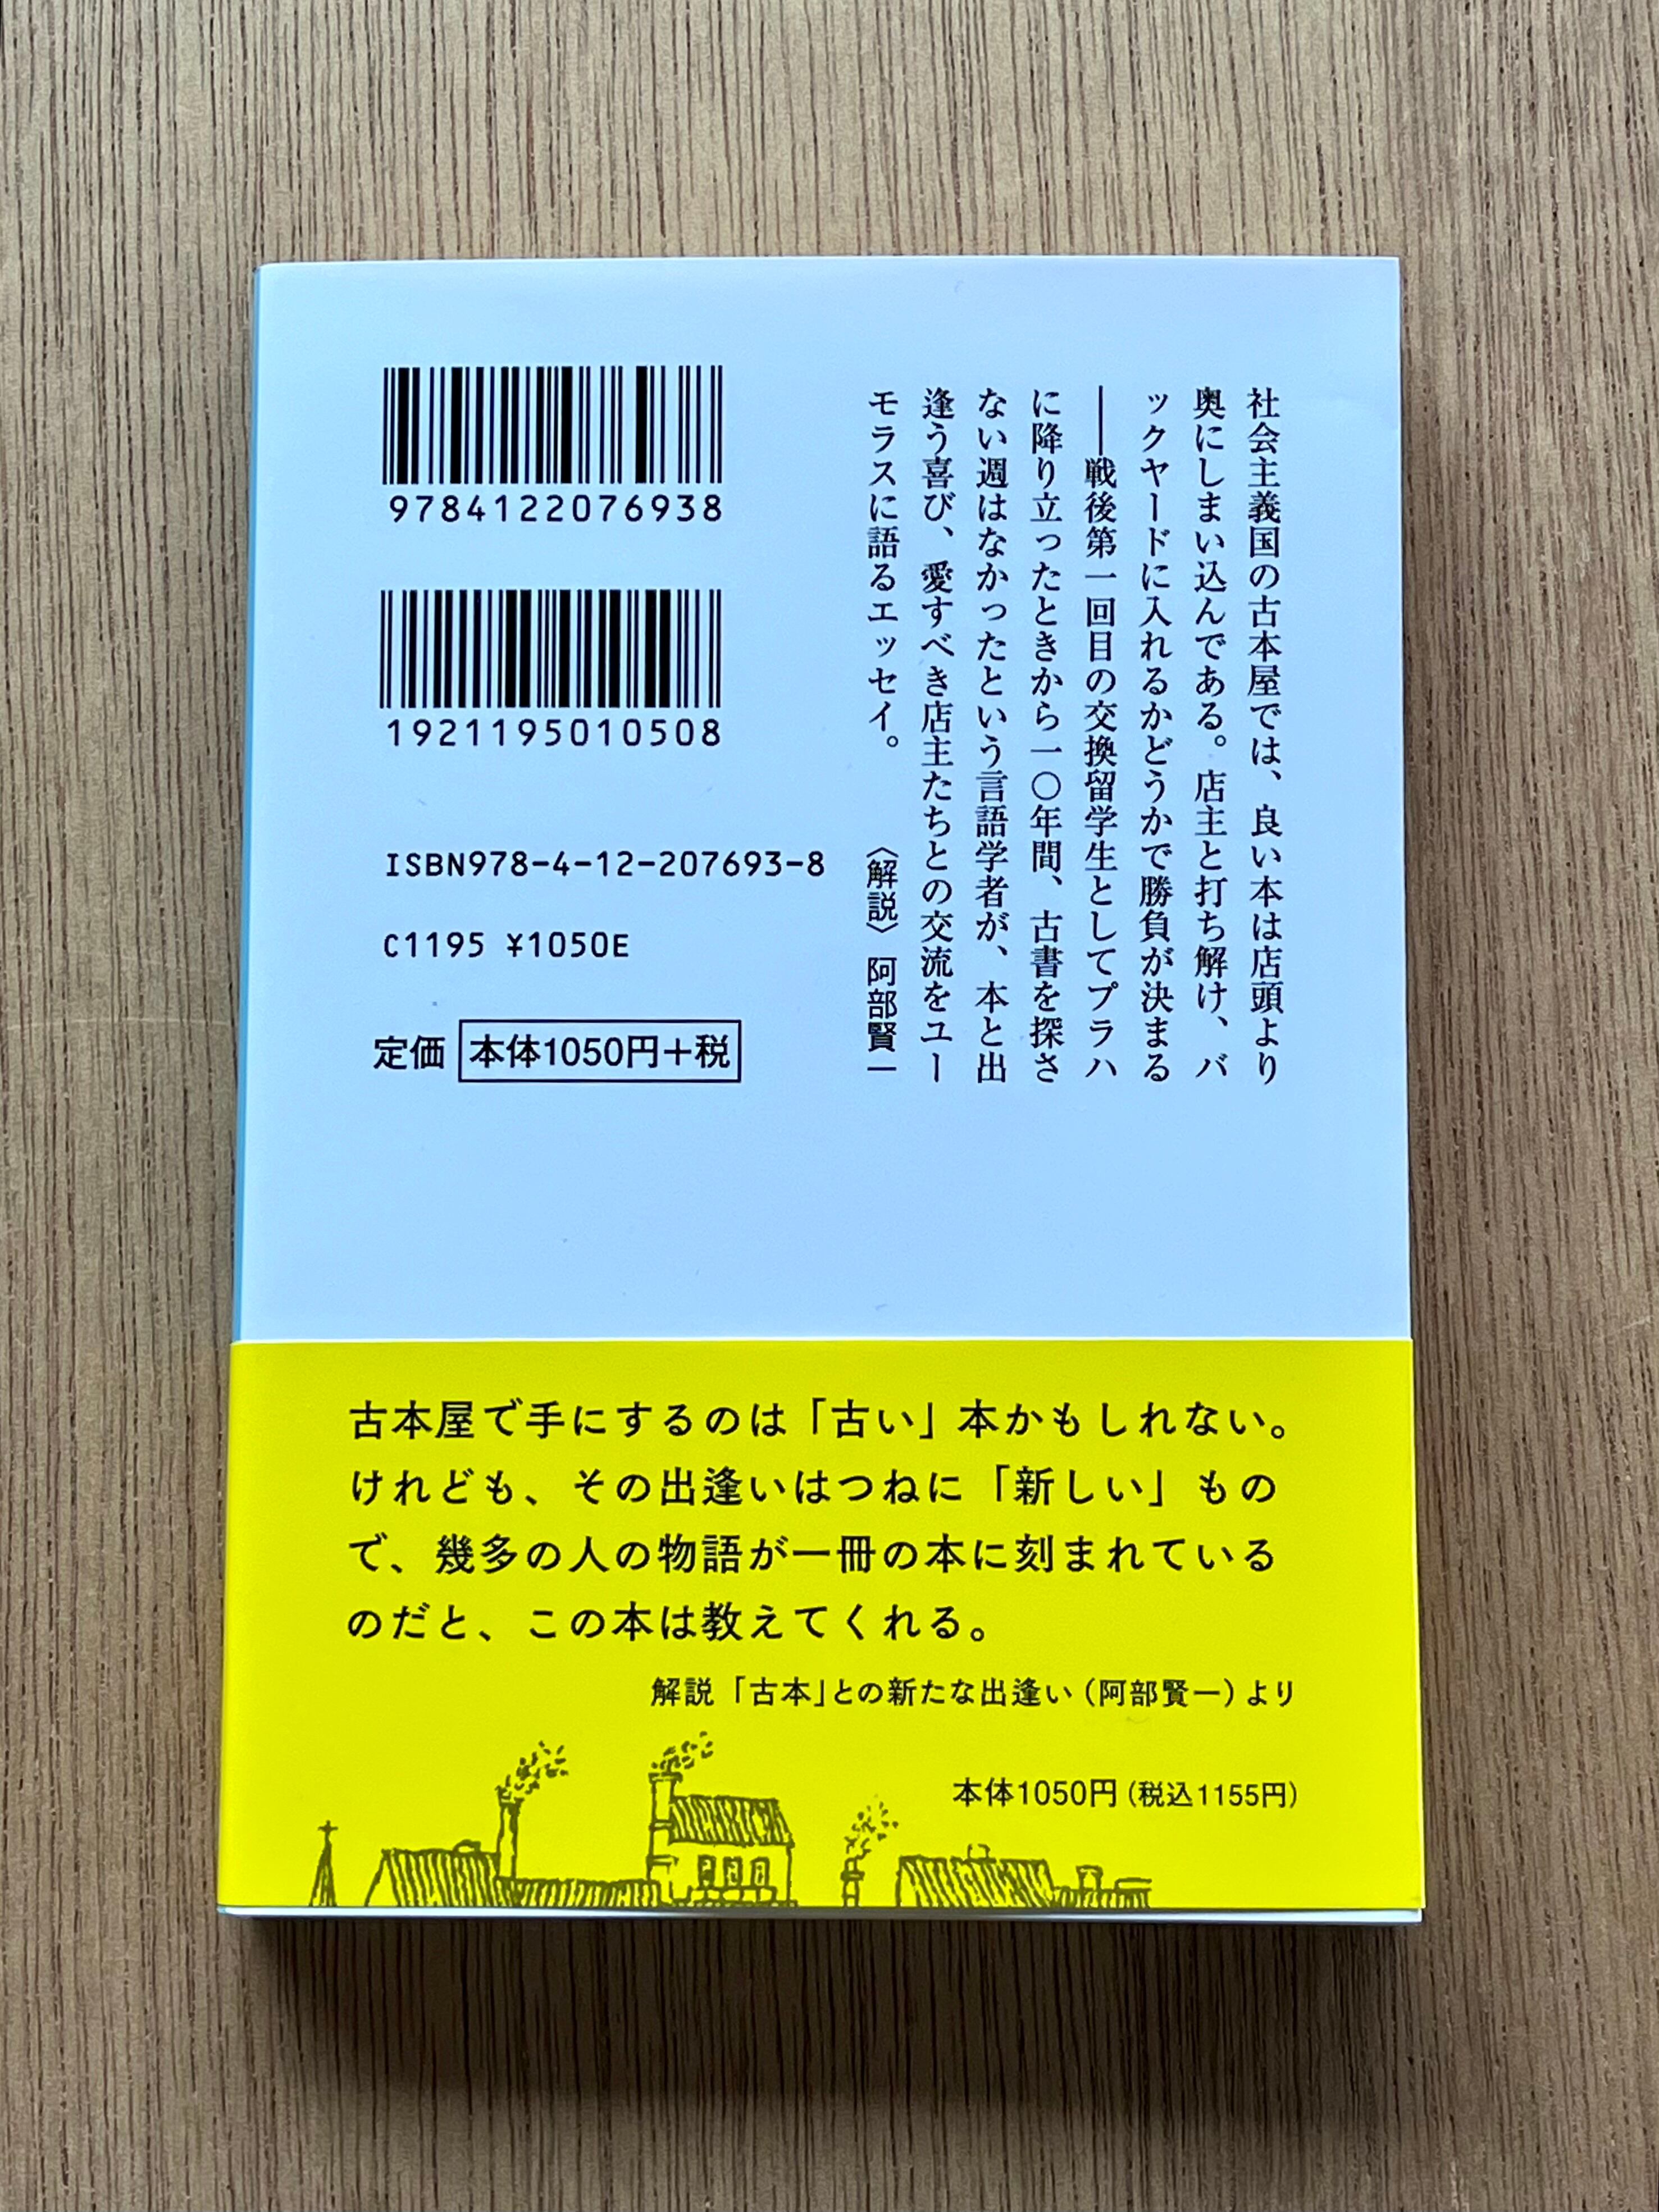 社会主義国の古本屋では、良い本は店頭より
奥にしまい込んである。店主と打ち解け、バ
ックヤードに入れるかどうかで勝負が決まる
――戦後第一回目の交換留学生としてプラハ
に降り立ったときから一〇年間、古書を探さ
ない週はなかったという言語学者が、本と出
逢う喜び、愛すべき店主たちとの交流をユー
モラスに語るエッセイ。　〈解説〉阿部賢一
9784122076938
1921195010508
ISBN978-4-12-207693-8
C1195 ¥1050E
定価 本体1050円+税
古本屋で手にするのは「古い」本かもしれない。
けれども、その出逢いはつねに「新しい」もの
で、幾多の人の物語が一冊の本に刻まれている
のだと、この本は教えてくれる。
解説「古本」との新たな出逢い（阿部賢一）より
本体1050円（税込1155円）